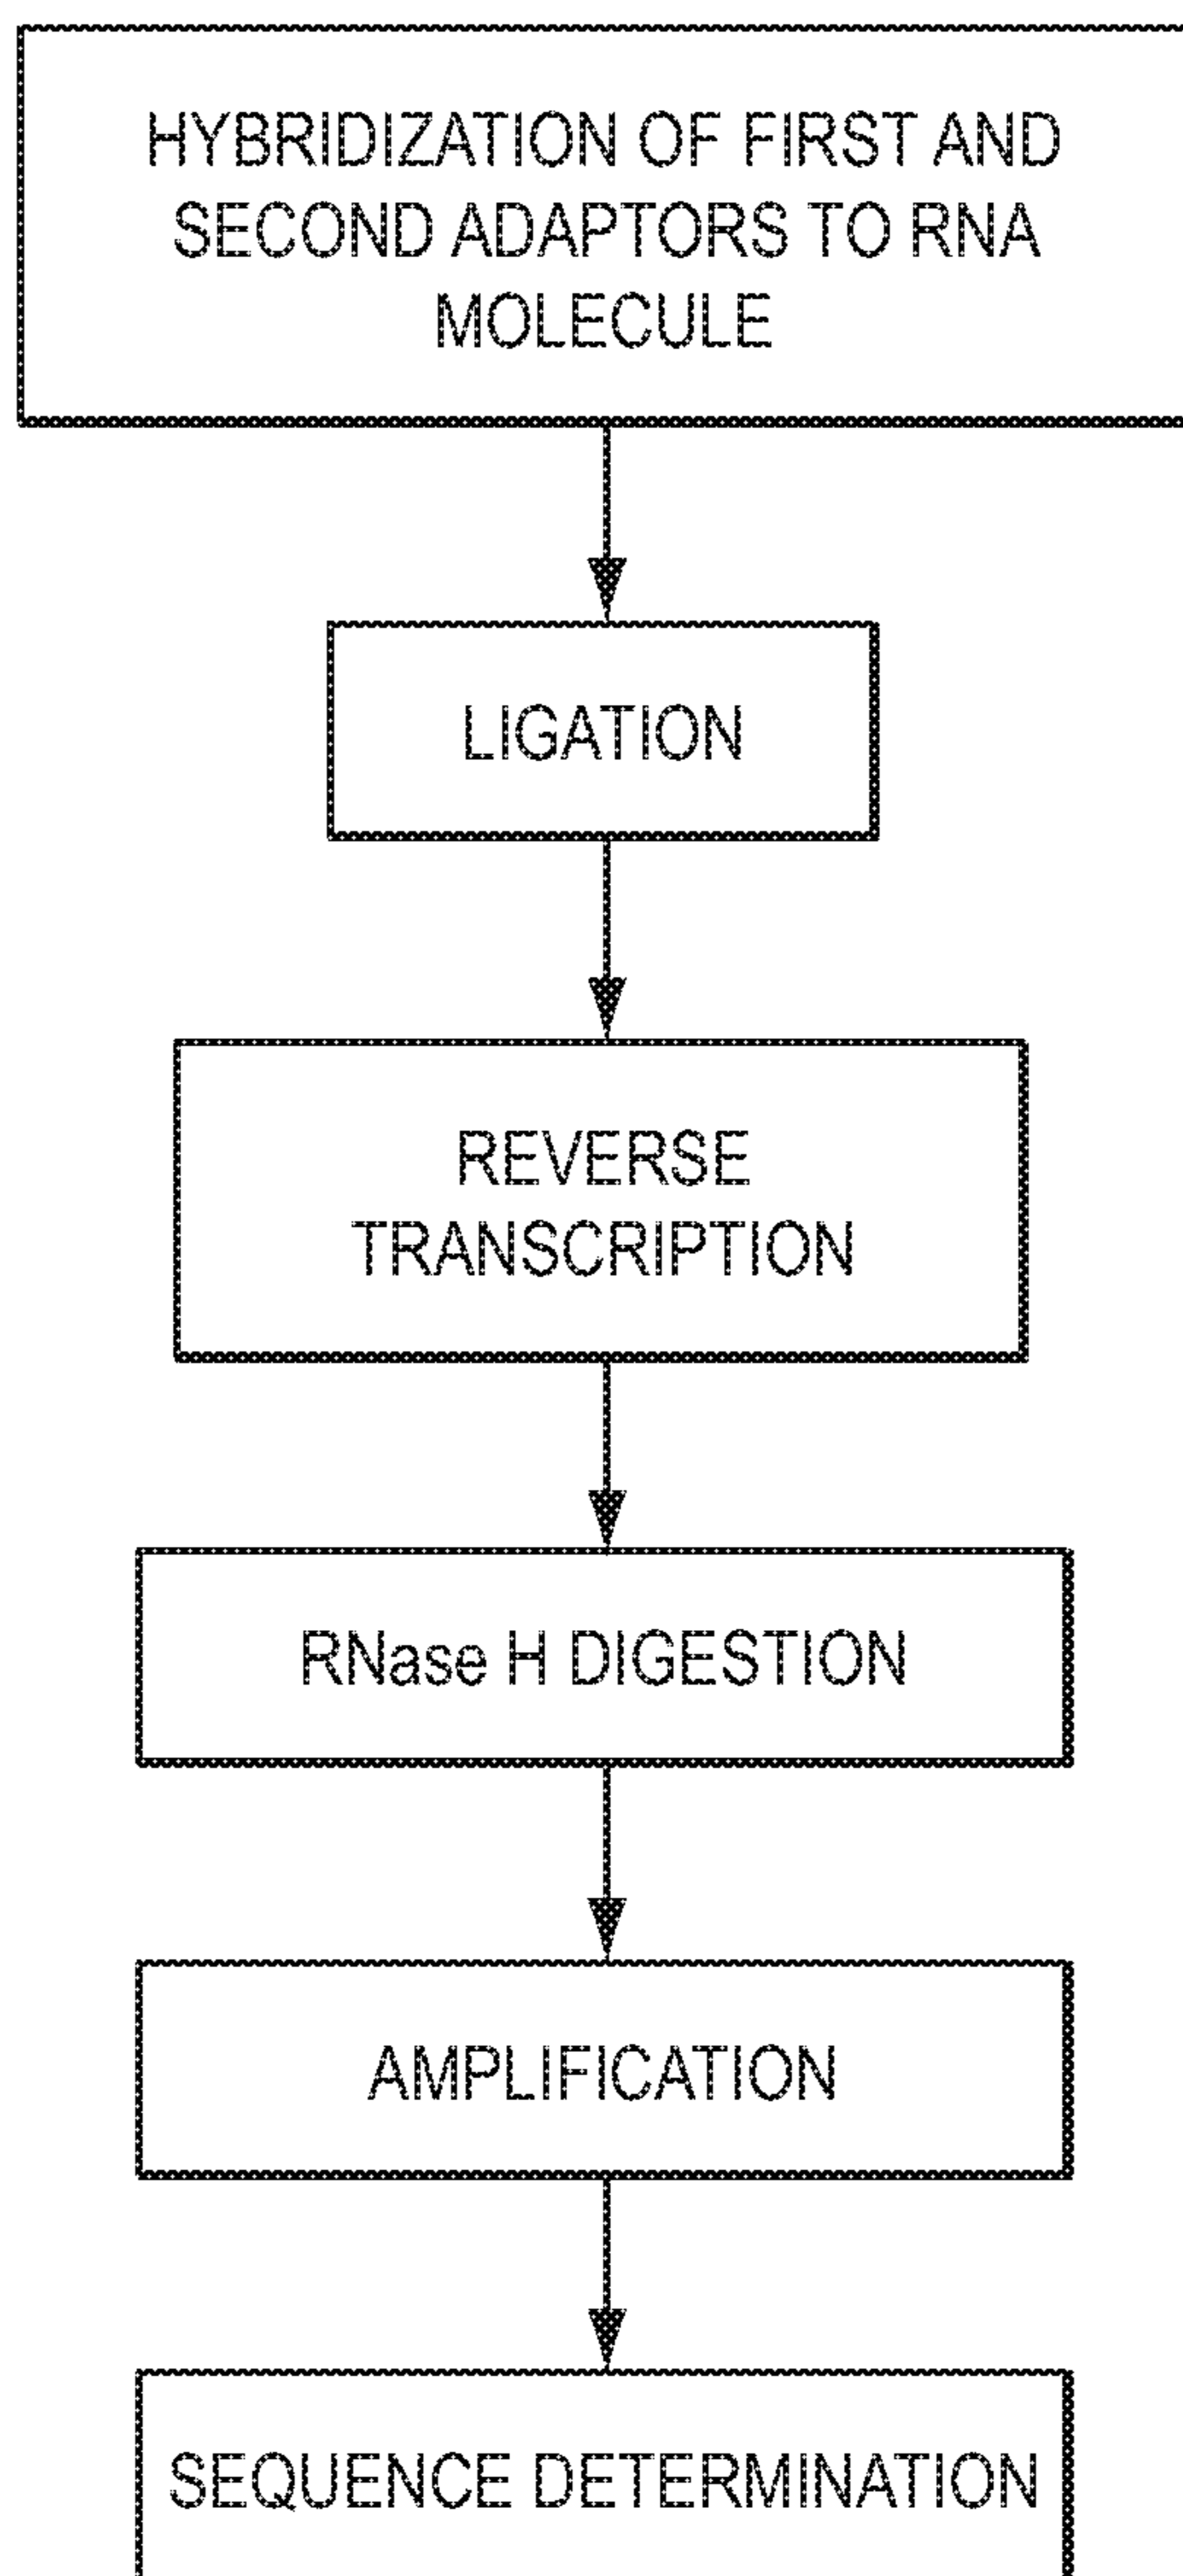 HYBRIDIZATION OF FIRST AND
SECOND ADAPTORS TO RNA
MOLECULE
LIGATION
REVERSE
TRANSCRIPTION
RNase H DIGESTION
AMPLIFICATION
SEQUENCE DETERMINATION